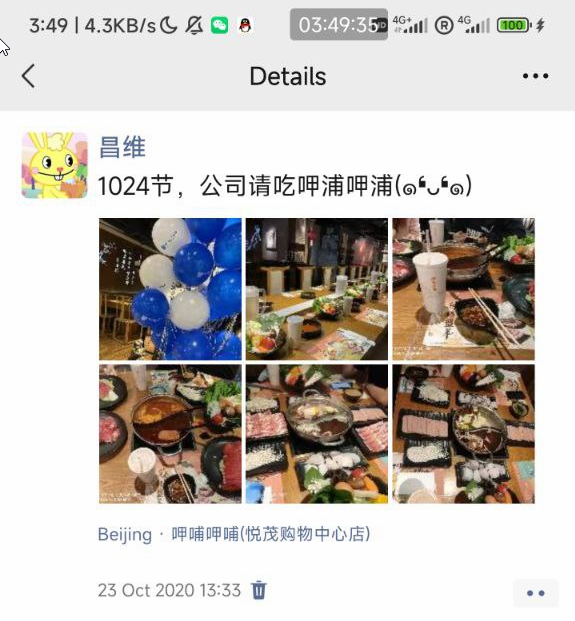 3:49 | 4.3KB/s 03:49:35 4G+ R 4G 100
Details
昌维
1024节，公司请吃呷浦呷浦(๑❛ᴗ❛๑)
Beijing · 呷哺呷哺(悦茂购物中心店)
23 Oct 2020 13:33